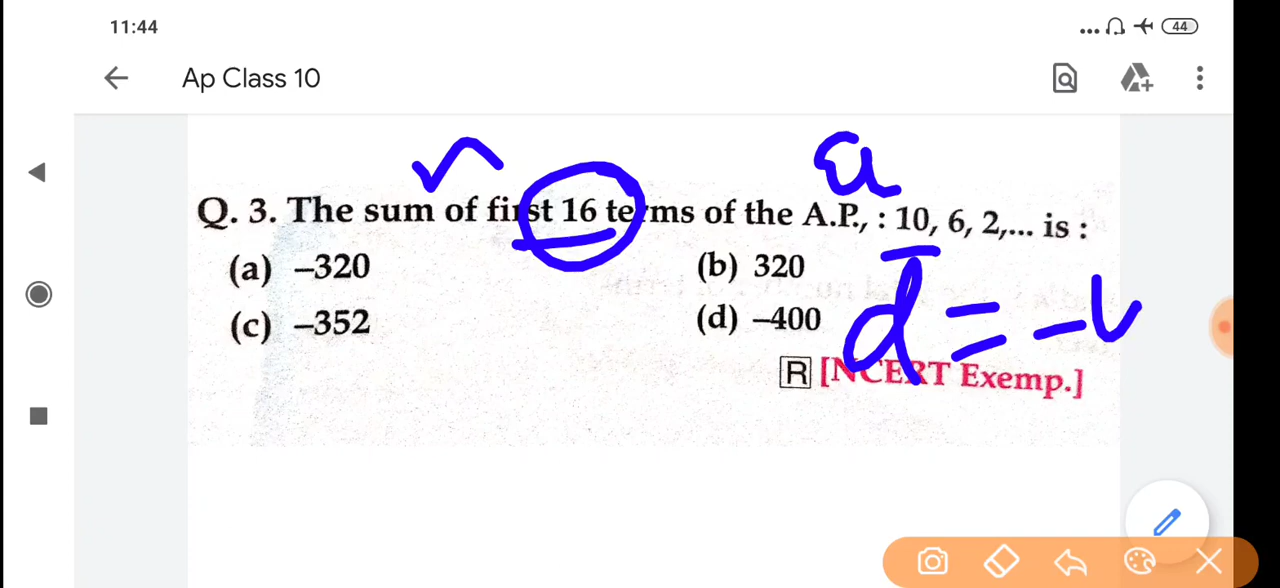 11:44
... 44
Ap Class 10
a
Q. 3. The sum of first 16 terms of the A.P., : 10, 6, 2,... is :
(a) –320 (b) 320
(c) –352 (d) –400
d = -4
R [NCERT Exemp.]